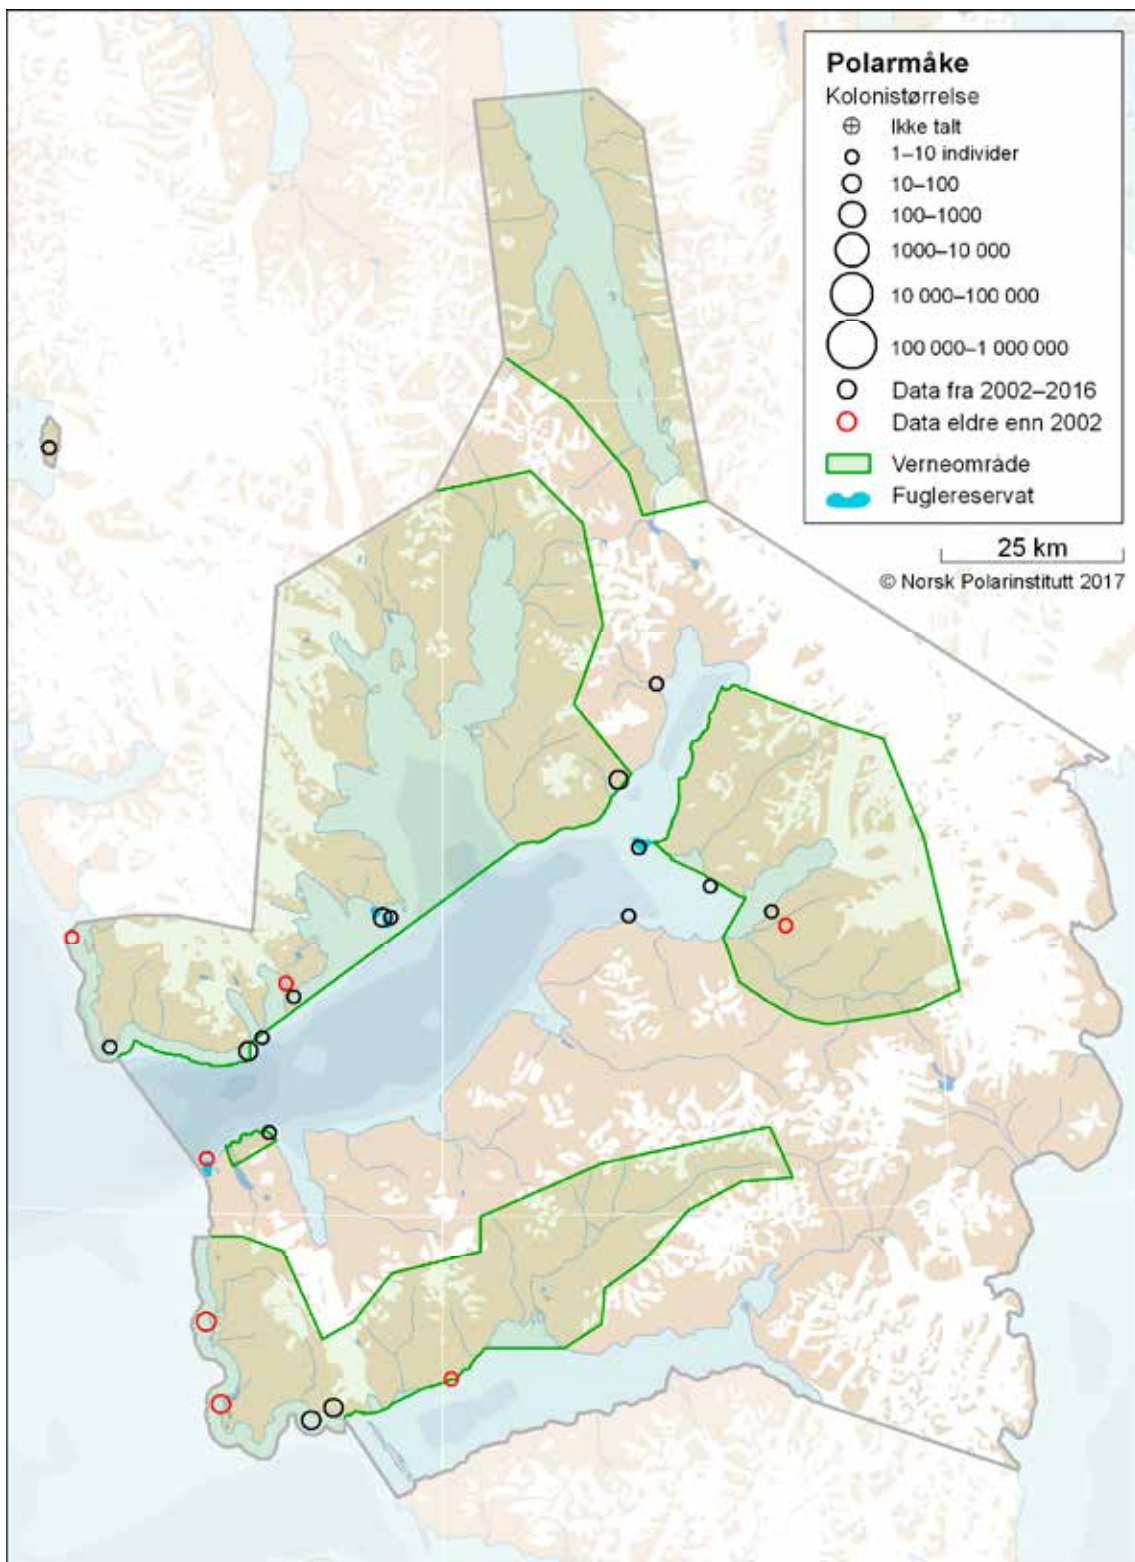 Polarmåke
Kolonistørrelse
Ikke talt
1–10 individer
10–100
100–1000
1000–10 000
10 000–100 000
100 000–1 000 000
Data fra 2002–2016
Data eldre enn 2002
Verneområde
Fuglereservat
25 km
© Norsk Polarinstitutt 2017